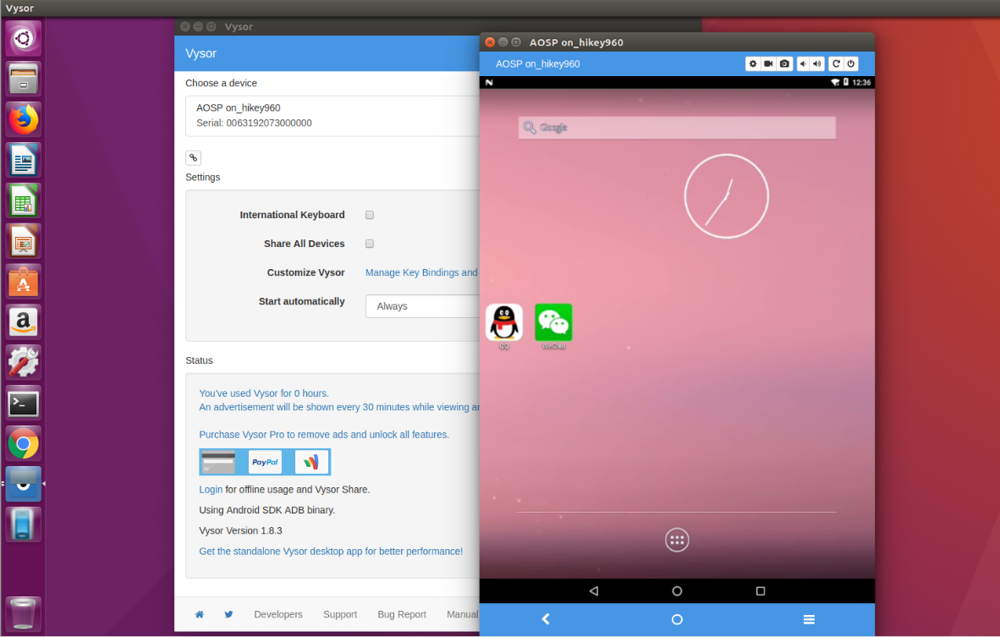 Vysor
Vysor
Vysor
Choose a device
AOSP on_hikey960
Serial: 0063192073000000
Settings
International Keyboard
Share All Devices
Customize Vysor
Manage Key Bindings and
Start automatically
Always
Status
You've used Vysor for 0 hours.
An advertisement will be shown every 30 minutes while viewing
Purchase Vysor Pro to remove ads and unlock all features.
PayPal
Login for offline usage and Vysor Share.
Using Android SDK ADB binary.
Vysor Version 1.8.3
Get the standalone Vysor desktop app for better performance!
Developers
Support
Bug Report
Manual
AOSP on_hikey960
AOSP on_hikey960
12:36
Google
QQ
WeChat